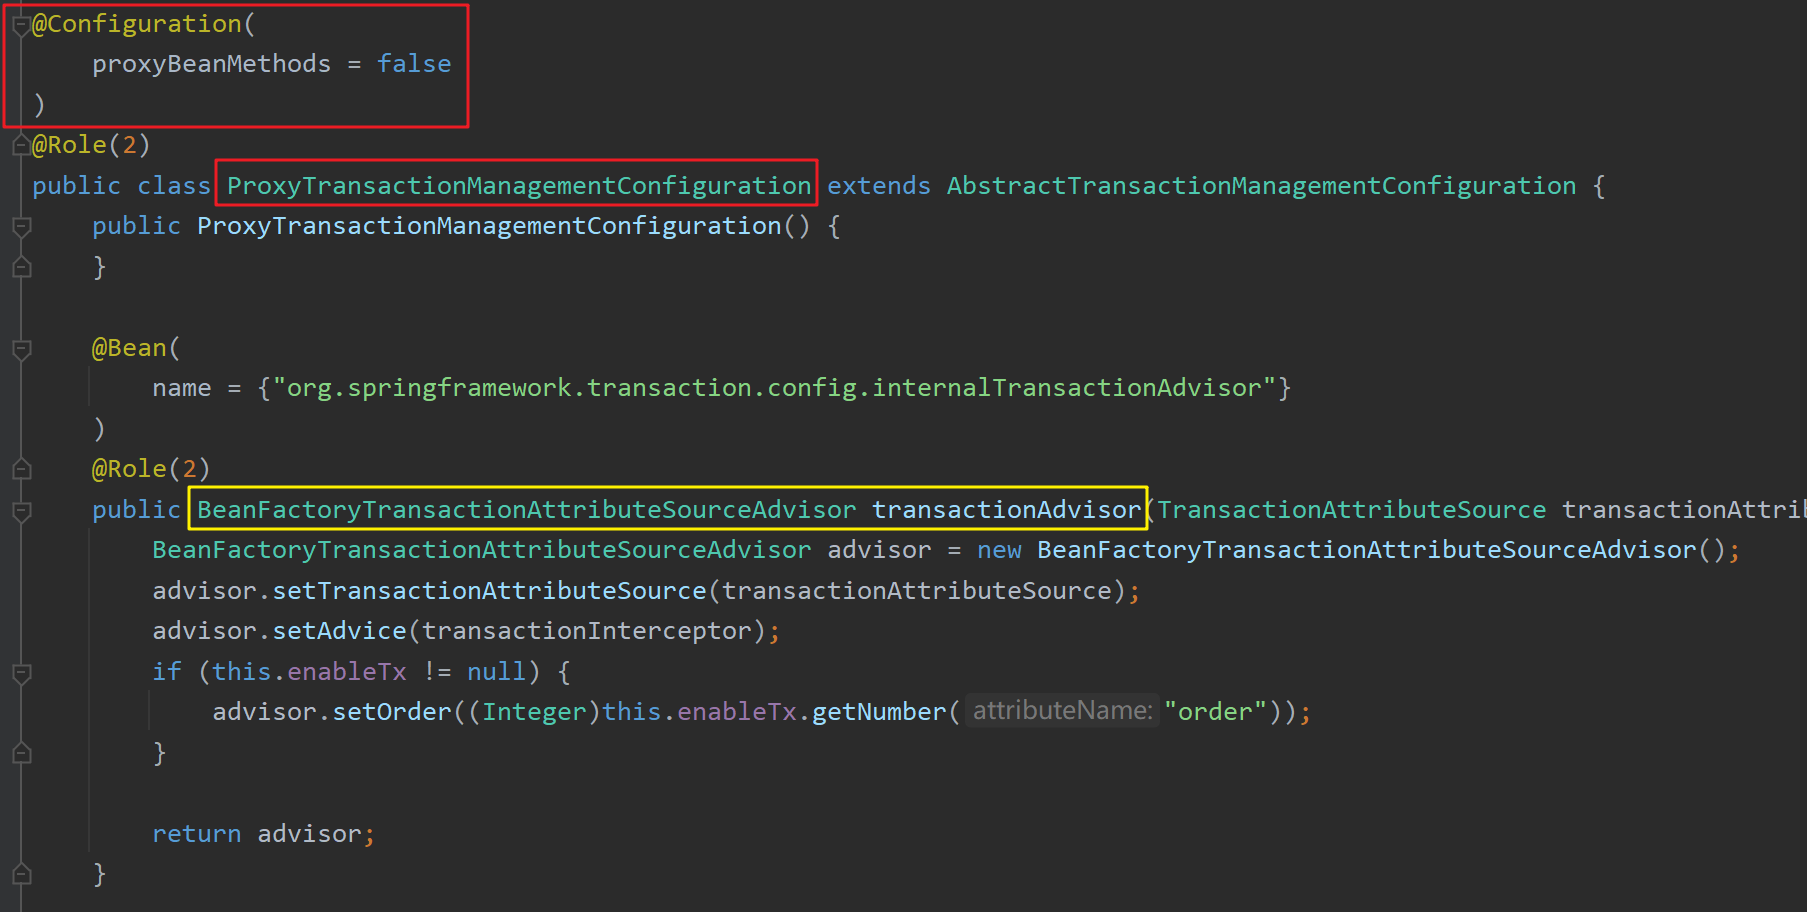 @Configuration(
    proxyBeanMethods = false
)
@Role(2)
public class ProxyTransactionManagementConfiguration extends AbstractTransactionManagementConfiguration {
    public ProxyTransactionManagementConfiguration() {
    }

    @Bean(
        name = {"org.springframework.transaction.config.internalTransactionAdvisor"}
    )
    @Role(2)
    public BeanFactoryTransactionAttributeSourceAdvisor transactionAdvisor(TransactionAttributeSource transactionAttrib
        BeanFactoryTransactionAttributeSourceAdvisor advisor = new BeanFactoryTransactionAttributeSourceAdvisor();
        advisor.setTransactionAttributeSource(transactionAttributeSource);
        advisor.setAdvice(transactionInterceptor);
        if (this.enableTx != null) {
            advisor.setOrder((Integer)this.enableTx.getNumber( attributeName: "order"));
        }

        return advisor;
    }